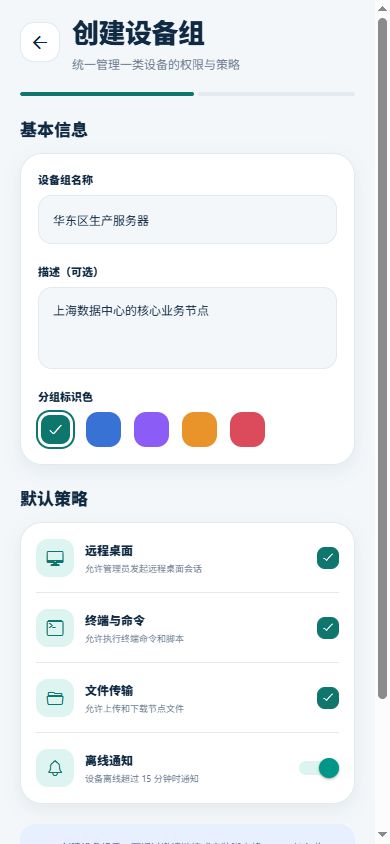 创建设备组
统一管理一类设备的权限与策略
基本信息
设备组名称
华东区生产服务器
描述（可选）
上海数据中心的核心业务节点
分组标识色
默认策略
远程桌面
允许管理员发起远程桌面会话
终端与命令
允许执行终端命令和脚本
文件传输
允许上传和下载节点文件
离线通知
设备离线超过 15 分钟时通知